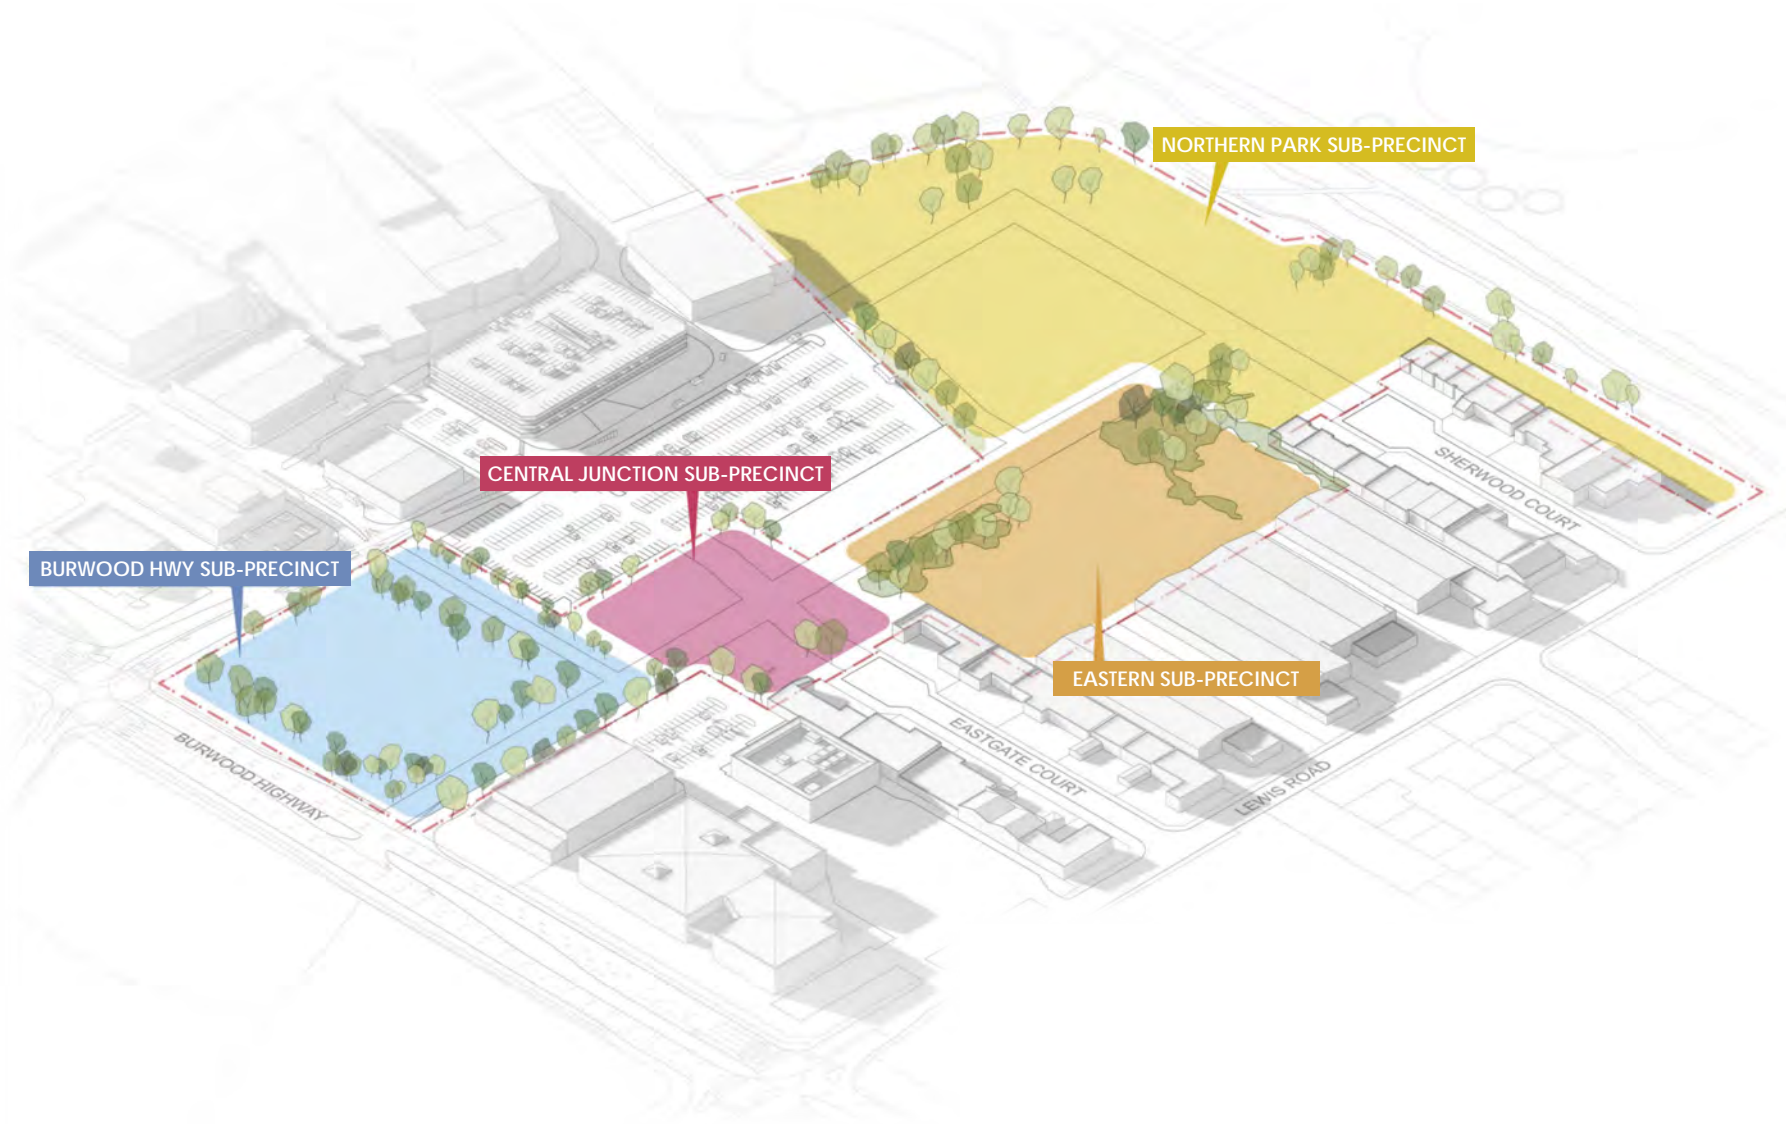 NORTHERN PARK SUB-PRECINCT
CENTRAL JUNCTION SUB-PRECINCT
SHERWOOD COURT
BURWOOD HWY SUB-PRECINCT
EASTERN SUB-PRECINCT
EASTGATE COURT
BURWOOD HIGHWAY
LEWIS ROAD